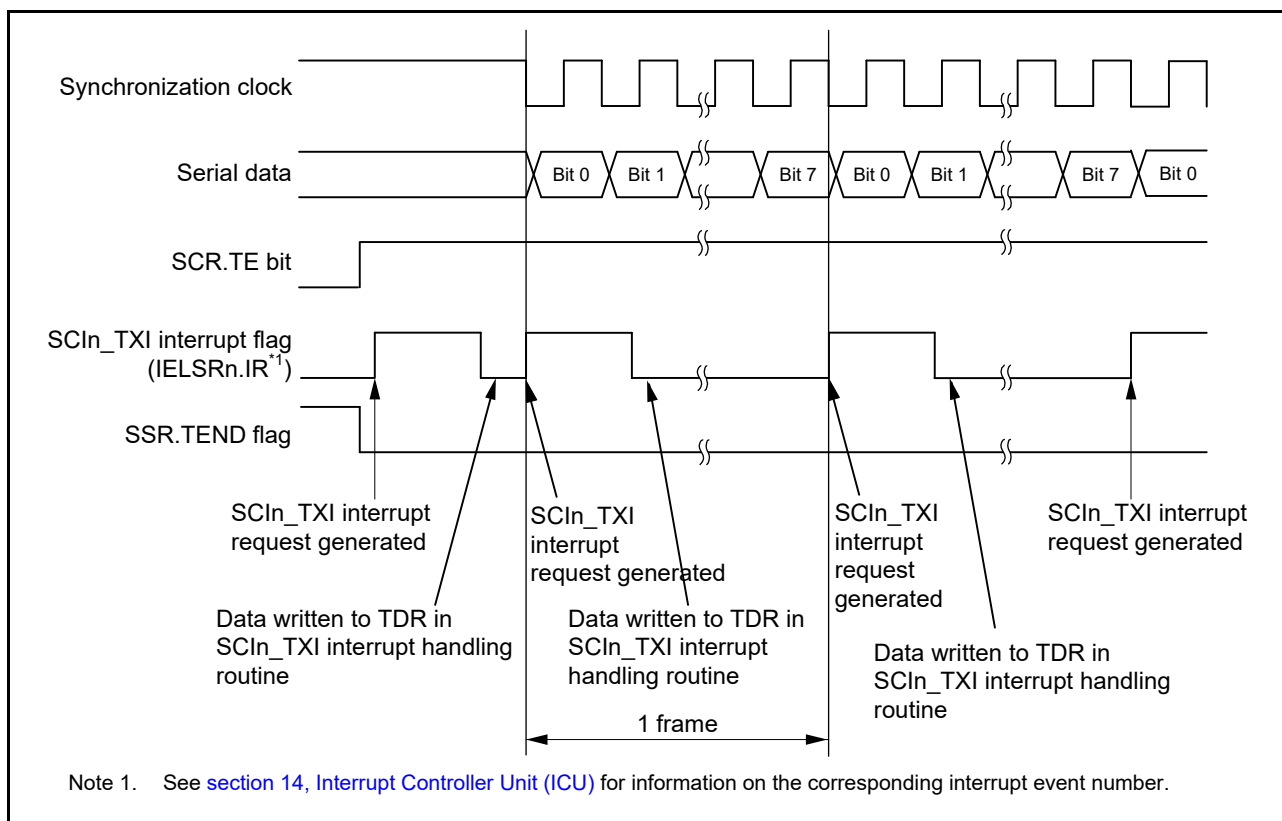 Synchronization clock
Serial data
Bit 0 Bit 1 Bit 7 Bit 0 Bit 1 Bit 7 Bit 0
SCR.TE bit
SCIn_TXI interrupt flag
(IELSRn.IR*1)
SSR.TEND flag
SCIn_TXI interrupt
request generated
SCIn_TXI
interrupt
request generated
SCIn_TXI
interrupt
request
generated
SCIn_TXI interrupt
request generated
Data written to TDR in
SCIn_TXI interrupt handling
routine
Data written to TDR in
SCIn_TXI interrupt
handling routine
Data written to TDR in
SCIn_TXI interrupt handling
routine
1 frame
Note 1. See section 14, Interrupt Controller Unit (ICU) for information on the corresponding interrupt event number.